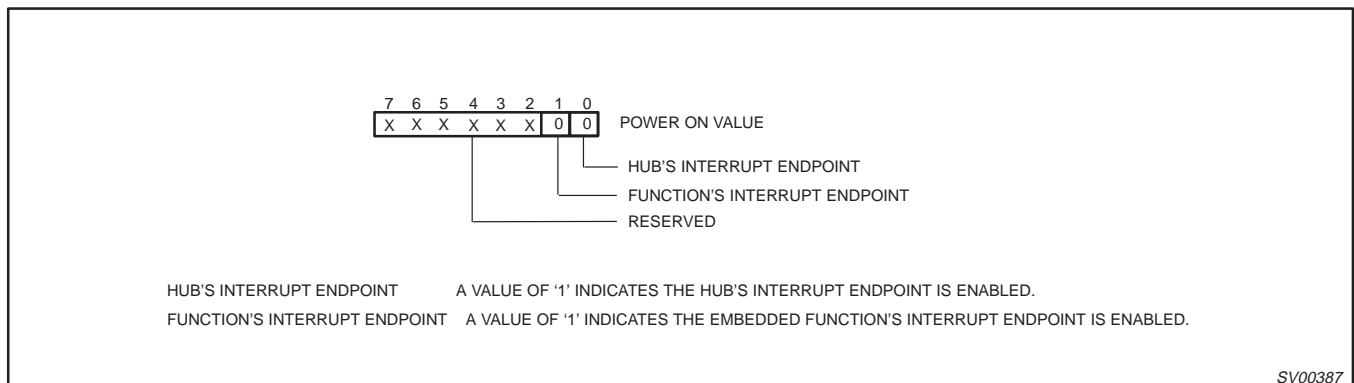 7 6 5 4 3 2 1 0
X X X X X X 0 0 POWER ON VALUE
HUB’S INTERRUPT ENDPOINT
FUNCTION’S INTERRUPT ENDPOINT
RESERVED
HUB’S INTERRUPT ENDPOINT A VALUE OF ‘1’ INDICATES THE HUB’S INTERRUPT ENDPOINT IS ENABLED.
FUNCTION’S INTERRUPT ENDPOINT A VALUE OF ‘1’ INDICATES THE EMBEDDED FUNCTION’S INTERRUPT ENDPOINT IS ENABLED.
SV00387